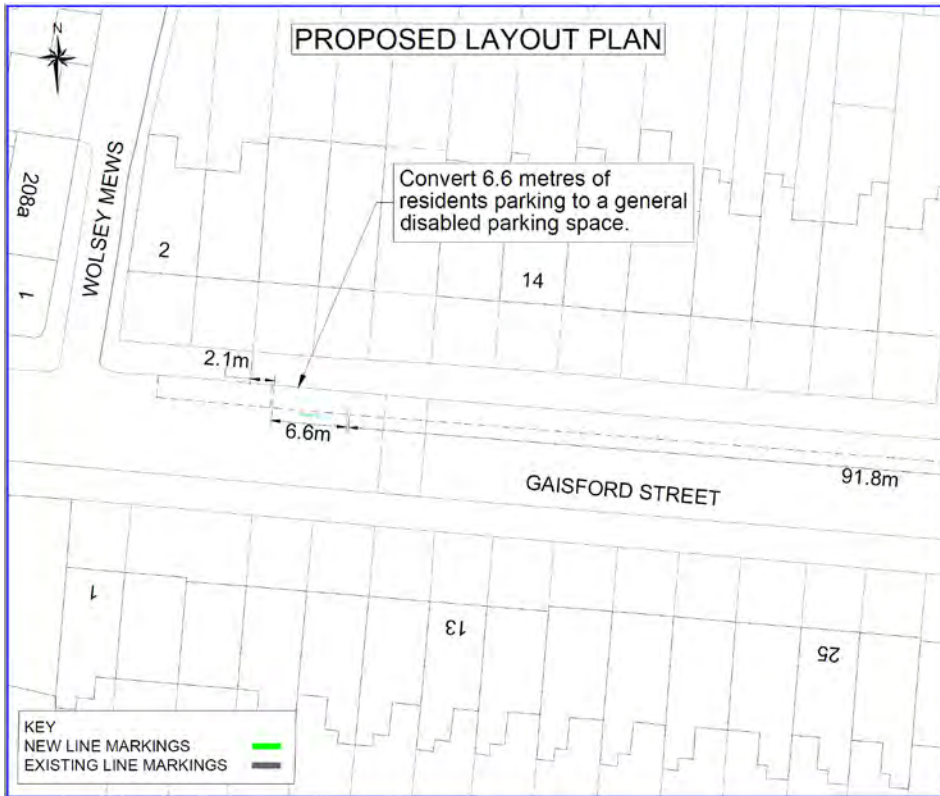 PROPOSED LAYOUT PLAN
N
WOLSEY MEWS
208a
1
2
Convert 6.6 metres of
residents parking to a general
disabled parking space.
14
2.1m
6.6m
91.8m
GAISFORD STREET
1
13
25
KEY
NEW LINE MARKINGS
EXISTING LINE MARKINGS